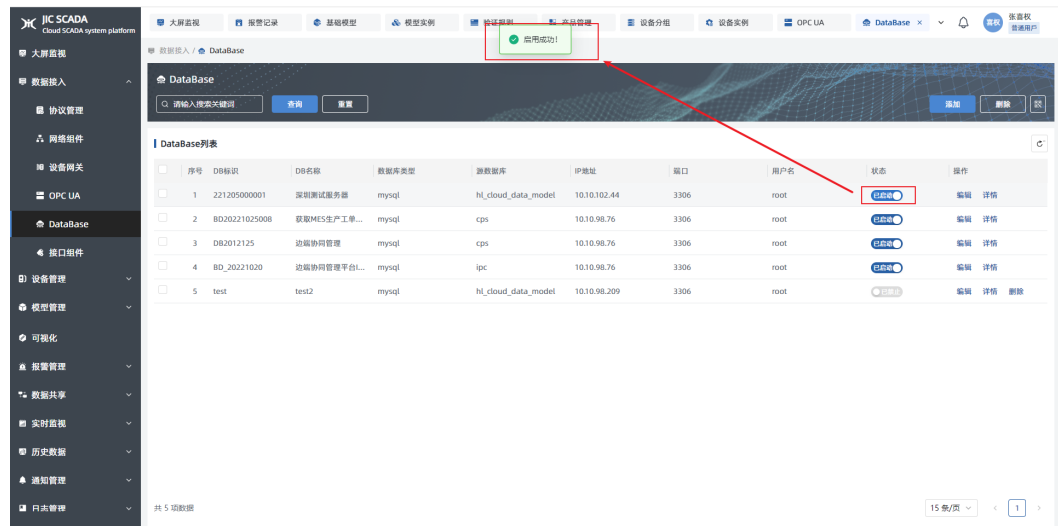 JIC SCADA
Cloud SCADA system platform
大屏监视
报警记录
基础模型
模型实例
产品管理
设备分组
设备实例
OPC UA
DataBase ×
喜权
张喜权
普通用户
启用成功！
大屏监视
数据接入
协议管理
网络组件
设备网关
OPC UA
DataBase
接口组件
设备管理
模型管理
可视化
报警管理
数据共享
实时监视
历史数据
通知管理
日志管理
数据接入 / DataBase
DataBase
请输入搜索关键词
查询
重置
添加
删除
DataBase列表
序号 DB标识 DB名称 数据库类型 源数据库 IP地址 端口 用户名 状态 操作
1 221205000001 深圳测试服务器 mysql hl_cloud_data_model 10.10.102.44 3306 root 已启动 编辑 详情
2 BD20221025008 获取MES生产工单... mysql cps 10.10.98.76 3306 root 已启动 编辑 详情
3 DB2012125 边端协同管理 mysql cps 10.10.98.76 3306 root 已启动 编辑 详情
4 BD_20221020 边端协同管理平台i... mysql ipc 10.10.98.76 3306 root 已启动 编辑 详情
5 test test2 mysql hl_cloud_data_model 10.10.98.209 3306 root 编辑 详情 删除
共 5 项数据
15 条/页
1